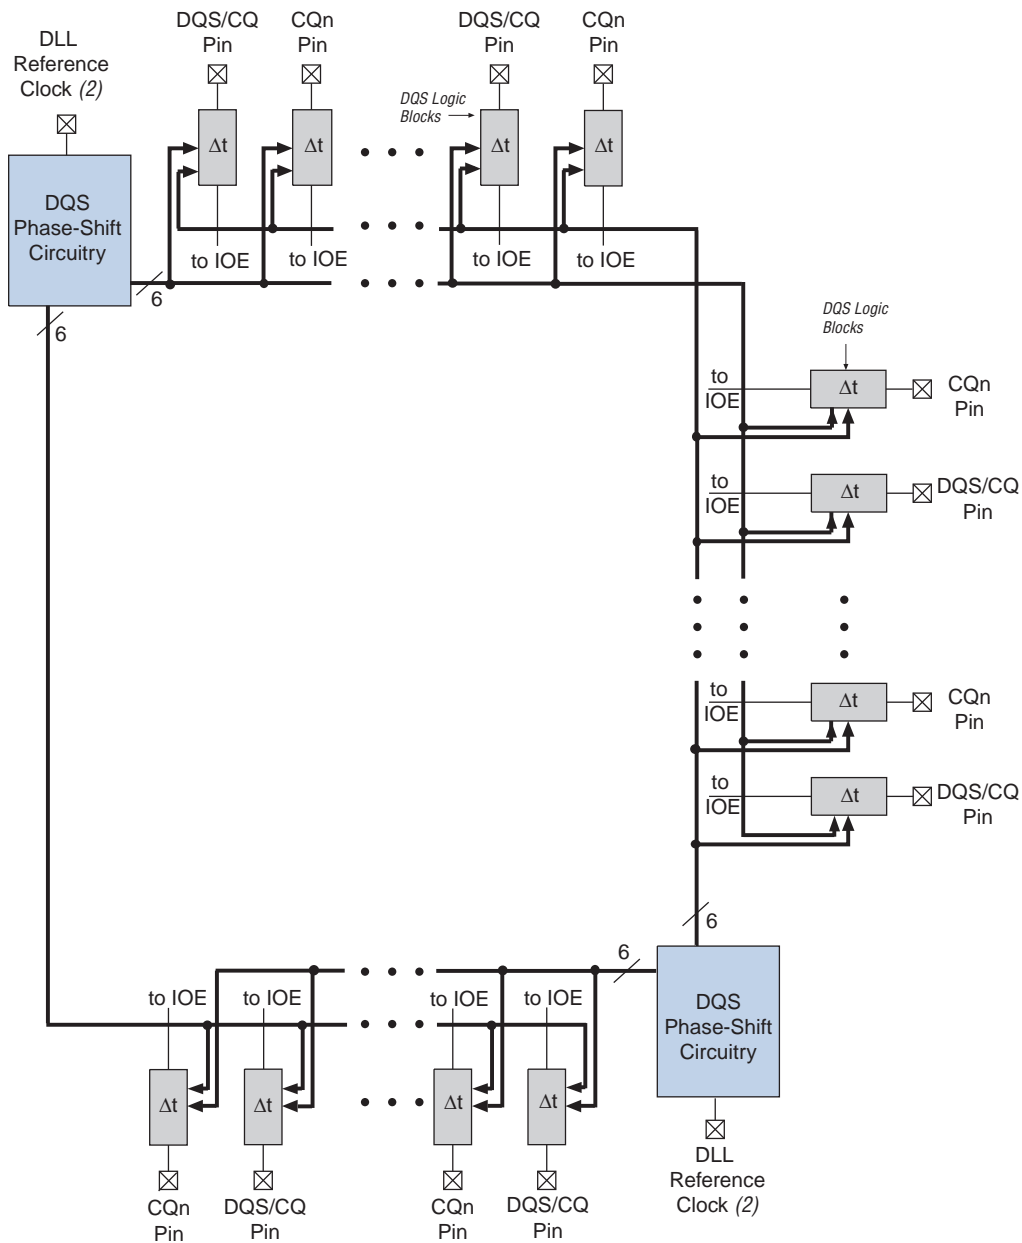 DLL
Reference
Clock (2)
DQS/CQ
Pin
CQn
Pin
DQS/CQ
Pin
CQn
Pin
DQS Logic
Blocks
Δt
Δt
Δt
Δt
DQS
Phase-Shift
Circuitry
to IOE
to IOE
to IOE
to IOE
6
6
DQS Logic
Blocks
to
IOE
Δt
CQn
Pin
to
IOE
Δt
DQS/CQ
Pin
to
IOE
Δt
CQn
Pin
to
IOE
Δt
DQS/CQ
Pin
6
6
DQS
Phase-Shift
Circuitry
to IOE
to IOE
to IOE
to IOE
Δt
Δt
Δt
Δt
CQn
Pin
DQS/CQ
Pin
CQn
Pin
DQS/CQ
Pin
DLL
Reference
Clock (2)